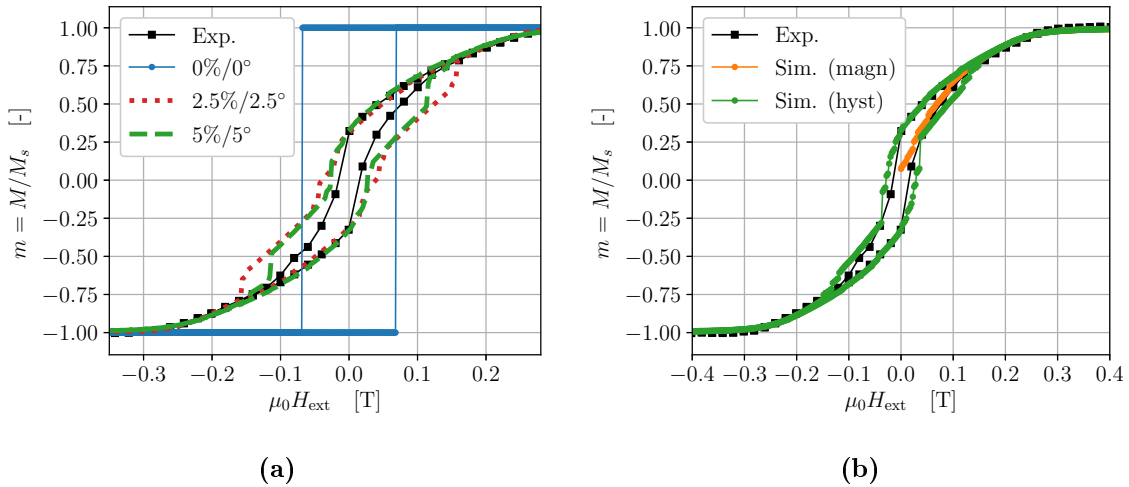 1.00
0.75
0.50
0.25
0.00
−0.25
−0.50
−0.75
−1.00
m = M/Ms [-]
Exp.
0%/0°
2.5%/2.5°
5%/5°
−0.3 −0.2 −0.1 0.0 0.1 0.2
μ0Hext [T]
(a)
1.00
0.75
0.50
0.25
0.00
−0.25
−0.50
−0.75
−1.00
m = M/Ms [-]
Exp.
Sim. (magn)
Sim. (hyst)
−0.4 −0.3 −0.2 −0.1 0.0 0.1 0.2 0.3 0.4
μ0Hext [T]
(b)